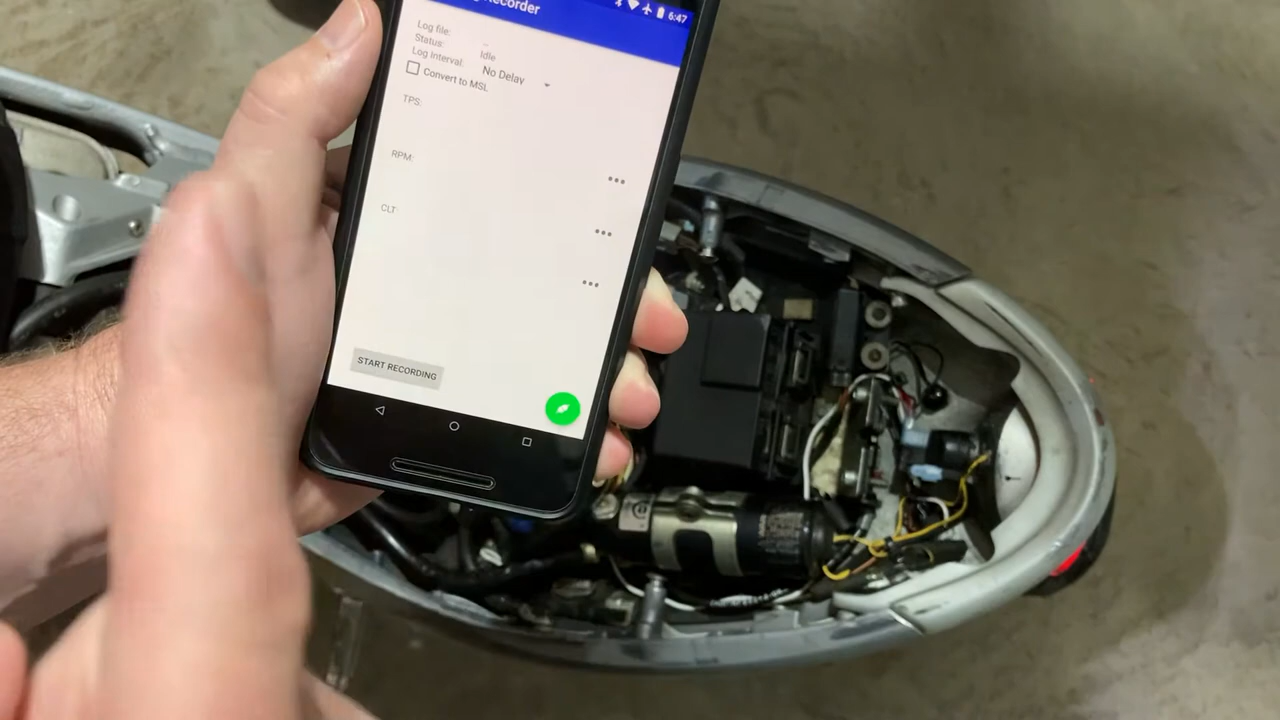 Recorder
6:47
Log file: --
Status: Idle
Log Interval: No Delay
Convert to MSL
TPS:
RPM:
CLT
START RECORDING